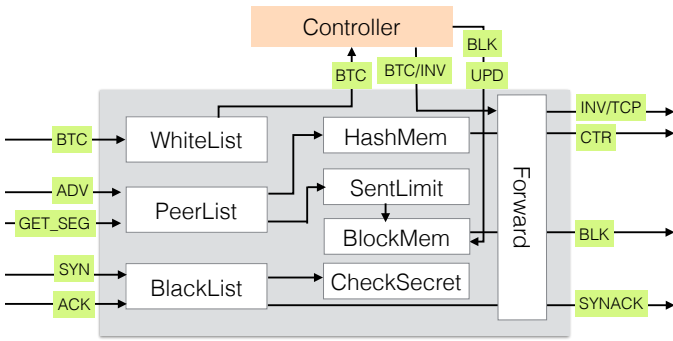 Controller
BLK
BTC
BTC/INV
UPD
INV/TCP
BTC
WhiteList
HashMem
CTR
ADV
PeerList
SentLimit
Forward
GET_SEG
BlockMem
BLK
SYN
BlackList
CheckSecret
ACK
SYNACK